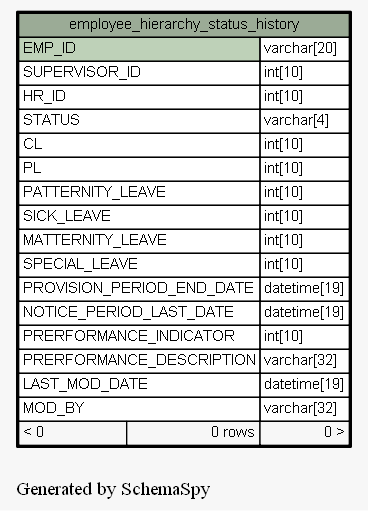 employee_hierarchy_status_history
EMP_ID varchar[20]
SUPERVISOR_ID int[10]
HR_ID int[10]
STATUS varchar[4]
CL int[10]
PL int[10]
PATTERNITY_LEAVE int[10]
SICK_LEAVE int[10]
MATTERNITY_LEAVE int[10]
SPECIAL_LEAVE int[10]
PROVISION_PERIOD_END_DATE datetime[19]
NOTICE_PERIOD_LAST_DATE datetime[19]
PRERFORMANCE_INDICATOR int[10]
PRERFORMANCE_DESCRIPTION varchar[32]
LAST_MOD_DATE datetime[19]
MOD_BY varchar[32]
< 0 0 rows 0 >
Generated by SchemaSpy